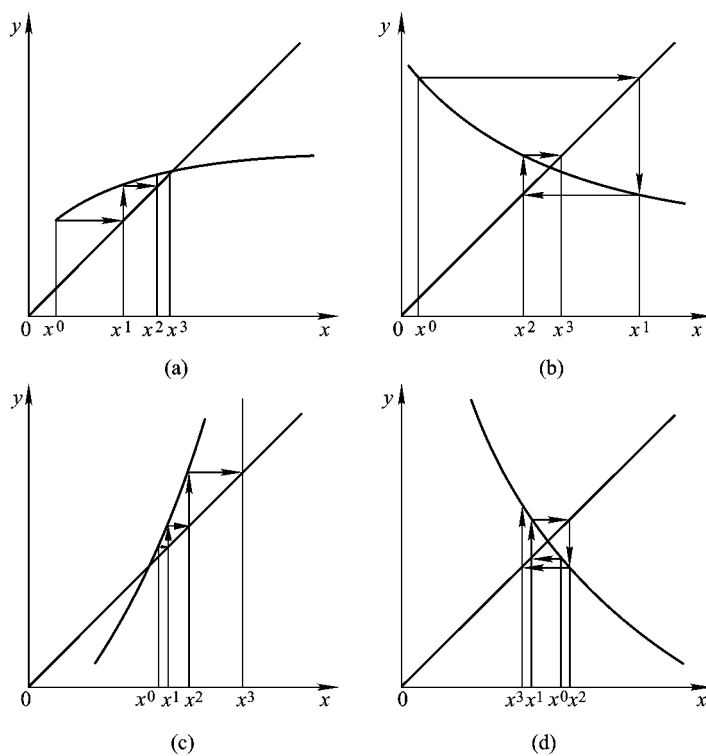 y
y
0 x⁰ x¹ x² x³ x
0 x⁰ x² x³ x¹ x
(a)
(b)
y
y
0 x⁰ x¹ x² x³ x
0 x³ x¹ x⁰ x² x
(c)
(d)